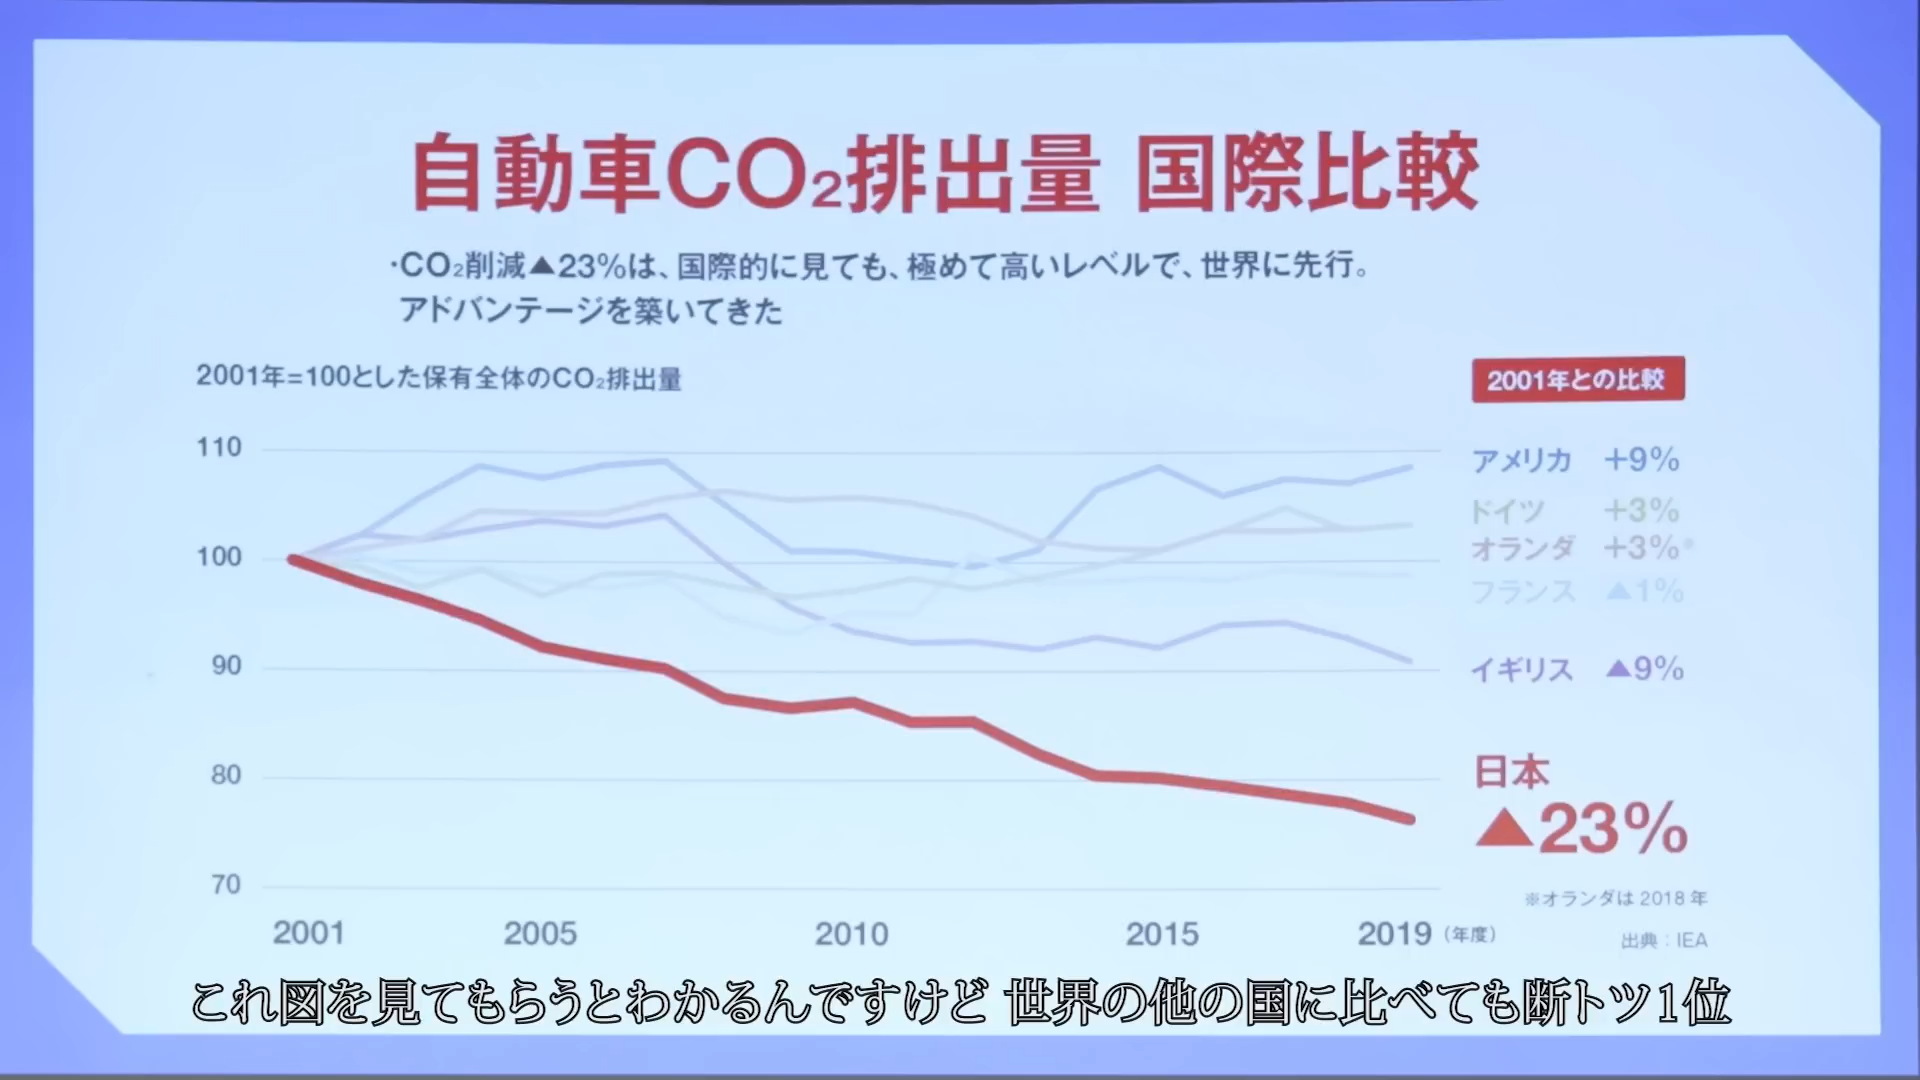 自動車CO₂排出量 国際比較
・CO₂削減▲23%は、国際的に見ても、極めて高いレベルで、世界に先行。
アドバンテージを築いてきた
2001年=100とした保有全体のCO₂排出量
2001年との比較
110
100
90
80
70
アメリカ +9%
ドイツ +3%
オランダ +3%※
フランス ▲1%
イギリス ▲9%
日本
▲23%
※オランダは2018年
2001 2005 2010 2015 2019（年度）
出典：IEA
これ図を見てもらうとわかるんですけど 世界の他の国に比べても断トツ1位